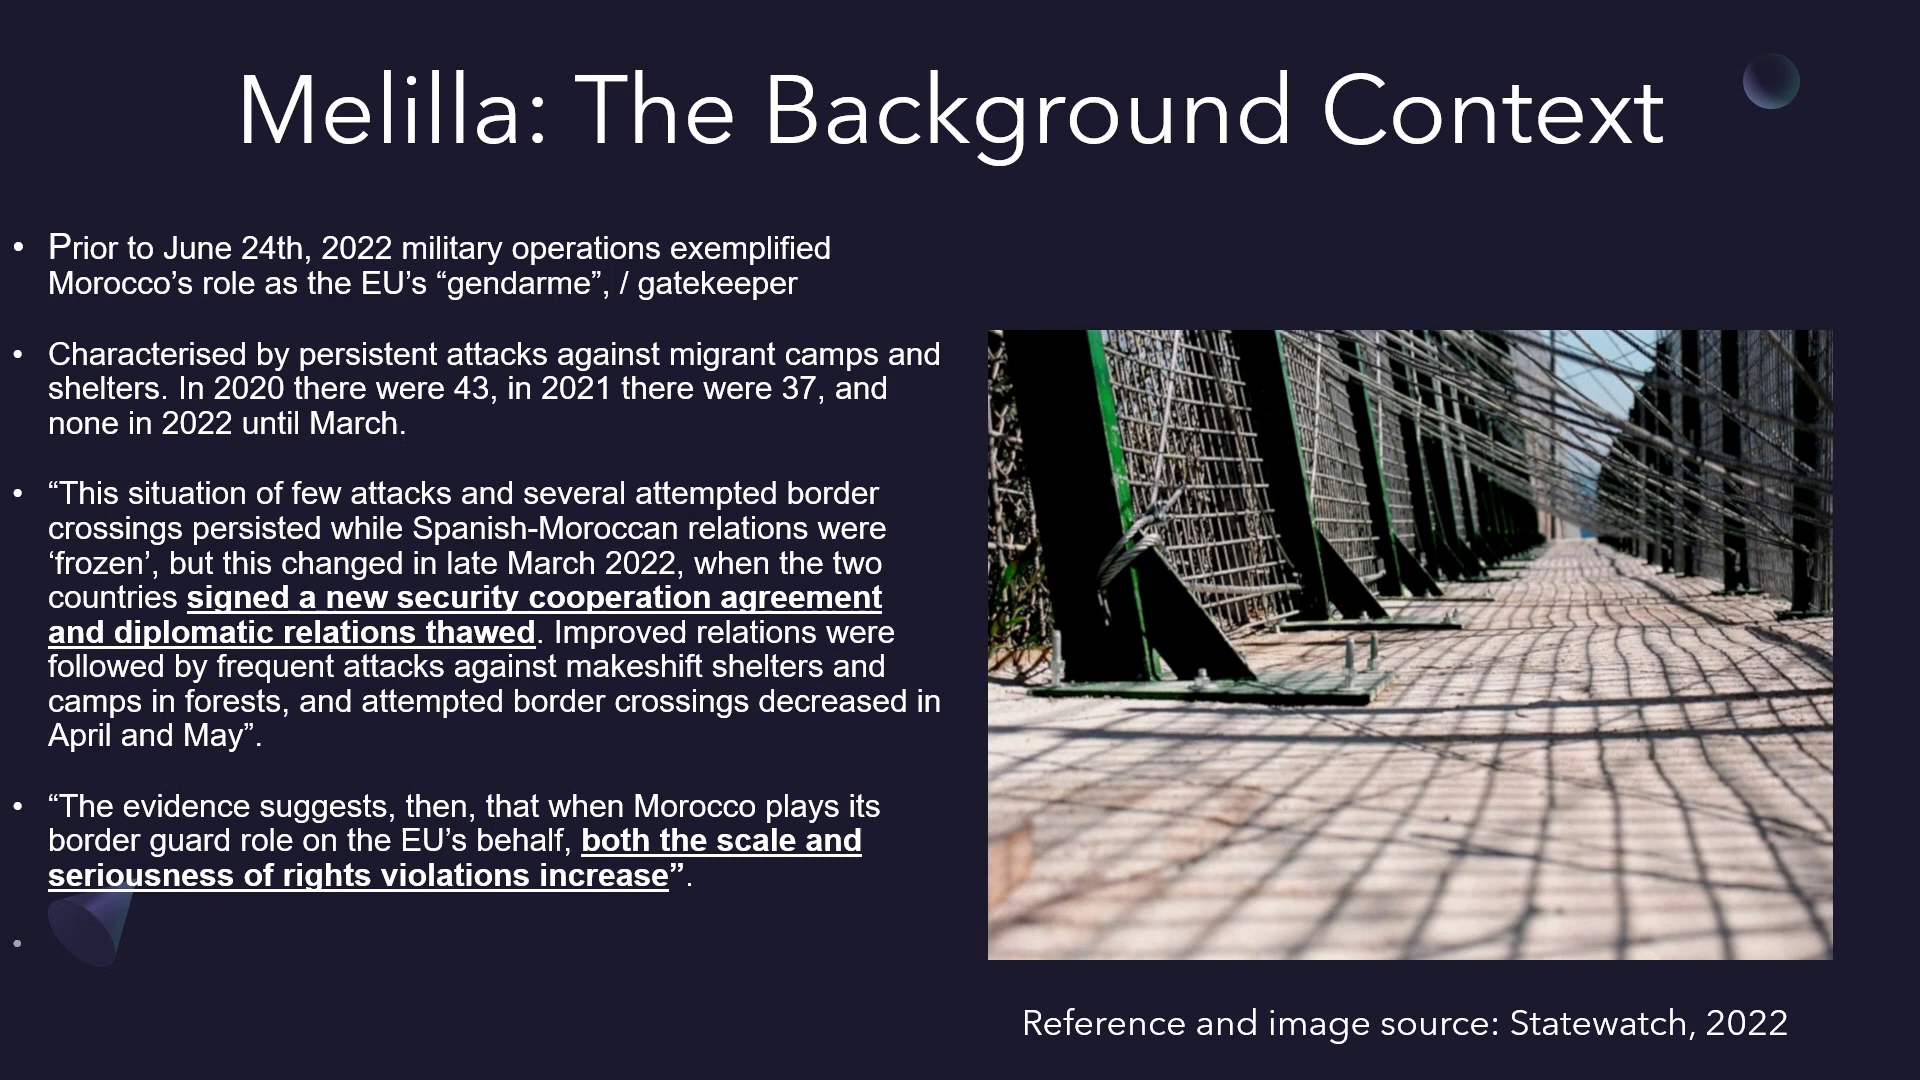 Melilla: The Background Context
• Prior to June 24th, 2022 military operations exemplified
Morocco’s role as the EU’s “gendarme”, / gatekeeper
• Characterised by persistent attacks against migrant camps and
shelters. In 2020 there were 43, in 2021 there were 37, and
none in 2022 until March.
• “This situation of few attacks and several attempted border
crossings persisted while Spanish-Moroccan relations were
‘frozen’, but this changed in late March 2022, when the two
countries signed a new security cooperation agreement
and diplomatic relations thawed. Improved relations were
followed by frequent attacks against makeshift shelters and
camps in forests, and attempted border crossings decreased in
April and May”.
• “The evidence suggests, then, that when Morocco plays its
border guard role on the EU’s behalf, both the scale and
seriousness of rights violations increase”.
•
Reference and image source: Statewatch, 2022